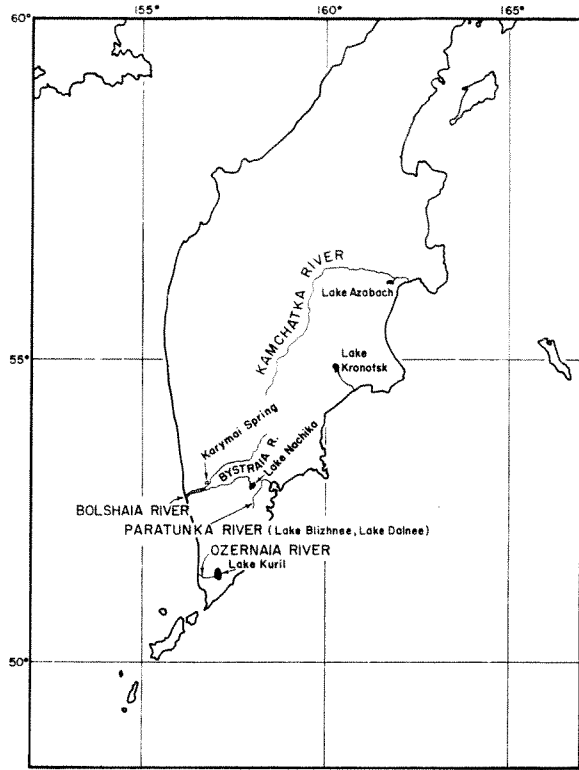 60°
155°
160°
165°
KAMCHATKA RIVER
Lake Azabach
55°
Lake
Kronotsk
Karymai Spring
BYSTRAIA R.
Lake Nachika
BOLSHAIA RIVER
PARATUNKA RIVER (Lake Blizhnee, Lake Dalnee)
OZERNAIA RIVER
Lake Kuril
50°